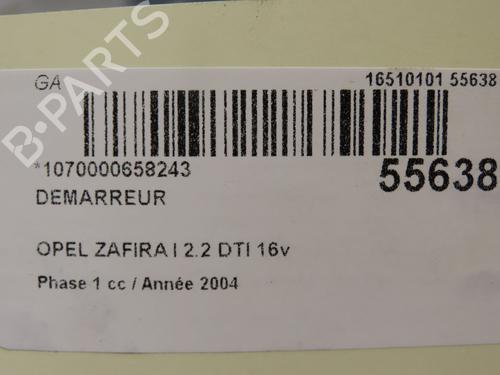 GA
16510101 55638
*1070000658243
55638
DEMARREUR
OPEL ZAFIRA I 2.2 DTI 16v
Phase 1 cc / Année 2004
B-PARTS